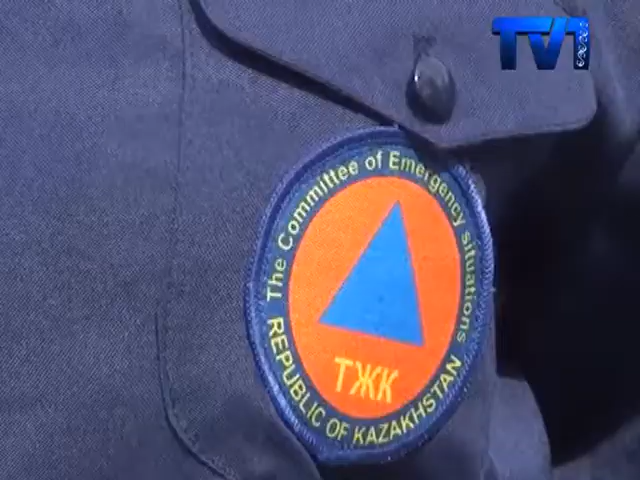 TV1
The Committee of Emergency situations
ТЖК
REPUBLIC OF KAZAKHSTAN